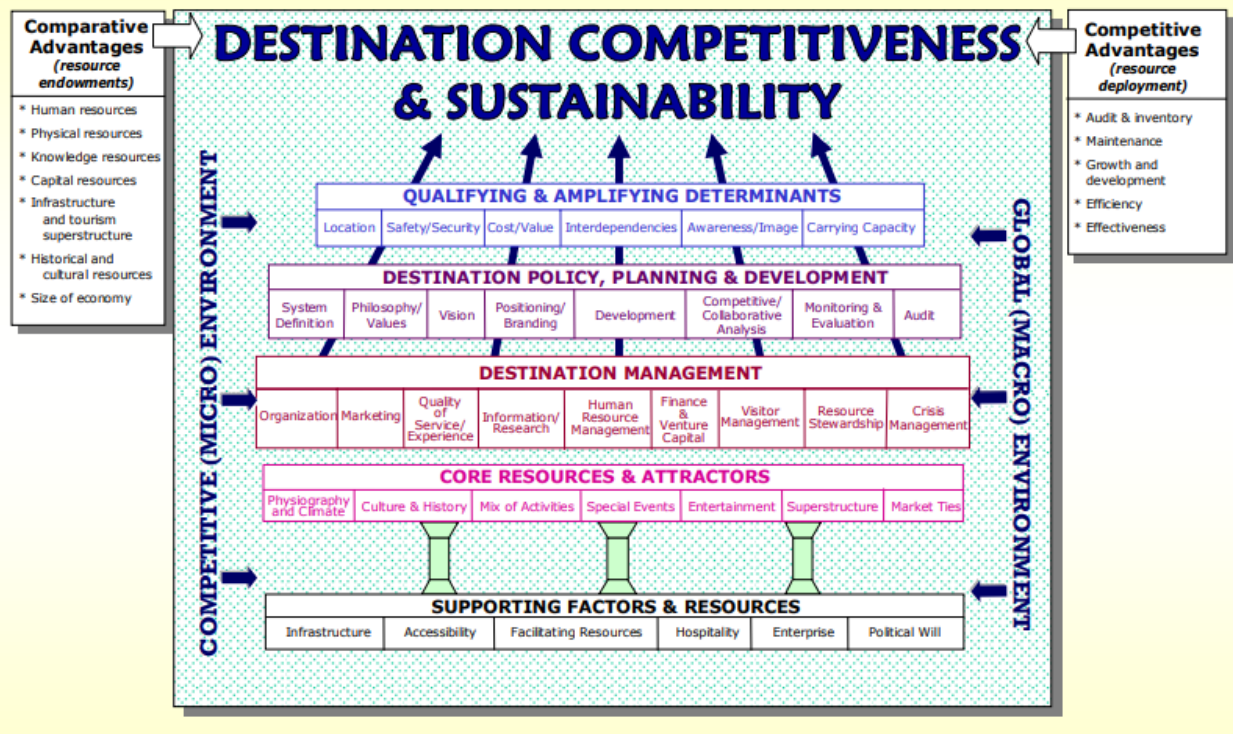 Comparative
Advantages
(resource
endowments)
* Human resources
* Physical resources
* Knowledge resources
* Capital resources
* Infrastructure
and tourism
superstructure
* Historical and
cultural resources
* Size of economy
DESTINATION COMPETITIVENESS
& SUSTAINABILITY
Competitive
Advantages
(resource
deployment)
* Audit & inventory
* Maintenance
* Growth and
development
* Efficiency
* Effectiveness
COMPETITIVE (MICRO) ENVIRONMENT
GLOBAL (MACRO) ENVIRONMENT
QUALIFYING & AMPLIFYING DETERMINANTS
Location
Safety/Security
Cost/Value
Interdependencies
Awareness/Image
Carrying Capacity
DESTINATION POLICY, PLANNING & DEVELOPMENT
System
Definition
Philosophy/
Values
Vision
Positioning/
Branding
Development
Competitive/
Collaborative
Analysis
Monitoring &
Evaluation
Audit
DESTINATION MANAGEMENT
Organization
Marketing
Quality
of
Service/
Experience
Information/
Research
Human
Resource
Management
Finance
&
Venture
Capital
Visitor
Management
Resource
Stewardship
Crisis
Management
CORE RESOURCES & ATTRACTORS
Physiography
and Climate
Culture & History
Mix of Activities
Special Events
Entertainment
Superstructure
Market Ties
SUPPORTING FACTORS & RESOURCES
Infrastructure
Accessibility
Facilitating Resources
Hospitality
Enterprise
Political Will